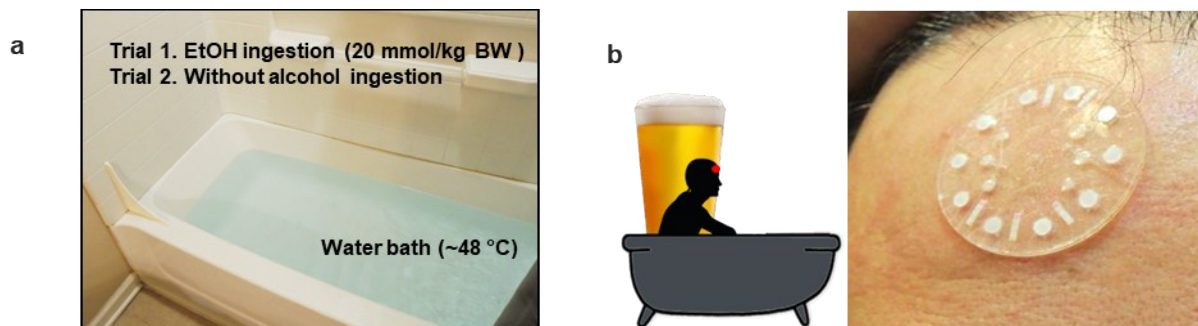 a
Trial 1. EtOH ingestion (20 mmol/kg BW )
Trial 2. Without alcohol ingestion
Water bath (~48 °C)
b